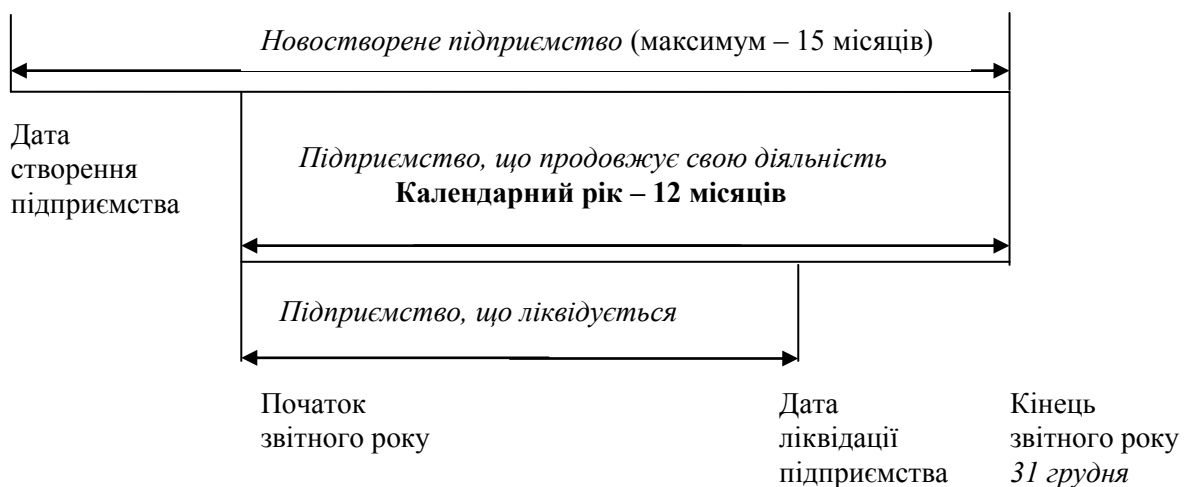 Новостворене підприємство (максимум – 15 місяців)
Дата
створення
підприємства
Підприємство, що продовжує свою діяльність
Календарний рік – 12 місяців
Підприємство, що ліквідується
Початок
звітного року
Дата
ліквідації
підприємства
Кінець
звітного року
31 грудня